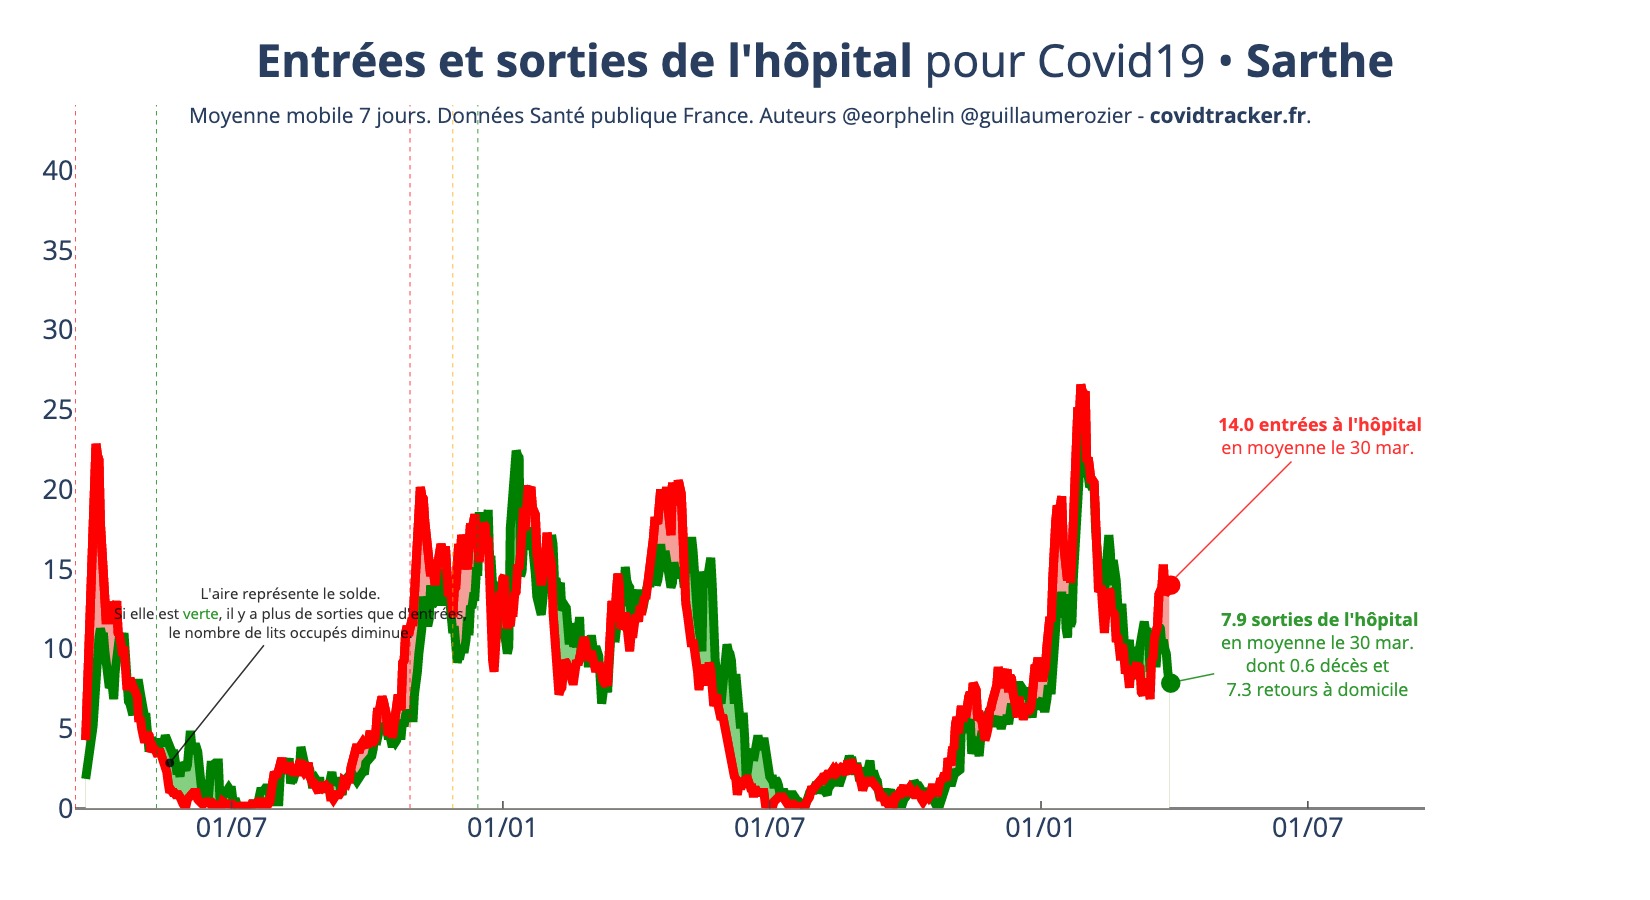 Entrées et sorties de l'hôpital pour Covid19 • Sarthe
Moyenne mobile 7 jours. Données Santé publique France. Auteurs @eorphelin @guillaumerozier - covidtracker.fr.
40
35
30
25
20
15
10
5
0
14.0 entrées à l'hôpital
en moyenne le 30 mar.
L'aire représente le solde.
Si elle est verte, il y a plus de sorties que d'entrées,
le nombre de lits occupés diminue.
7.9 sorties de l'hôpital
en moyenne le 30 mar.
dont 0.6 décès et
7.3 retours à domicile
01/07 01/01 01/07 01/01 01/07